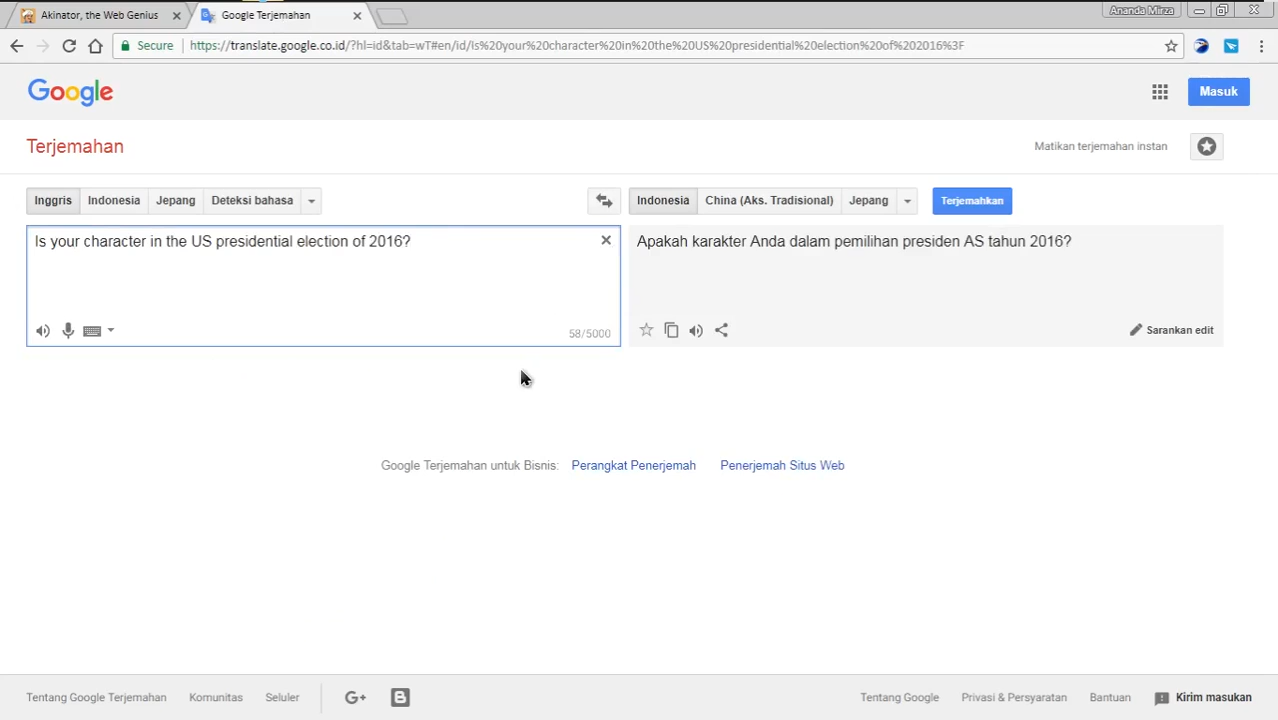 Akinator, the Web Genius
Google Terjemahan
Ananda Mirza
Secure
https://translate.google.co.id/?hl=id&tab=wT#en/id/Is%20your%20character%20in%20the%20US%20presidential%20election%20of%202016%3F
Google
Masuk
Terjemahan
Matikan terjemahan instan
Inggris Indonesia Jepang Deteksi bahasa
Indonesia China (Aks. Tradisional) Jepang Terjemahkan
Is your character in the US presidential election of 2016?
58/5000
Apakah karakter Anda dalam pemilihan presiden AS tahun 2016?
Sarankan edit
Google Terjemahan untuk Bisnis: Perangkat Penerjemah Penerjemah Situs Web
Tentang Google Terjemahan Komunitas Seluler G+ B Tentang Google Privasi & Persyaratan Bantuan Kirim masukan